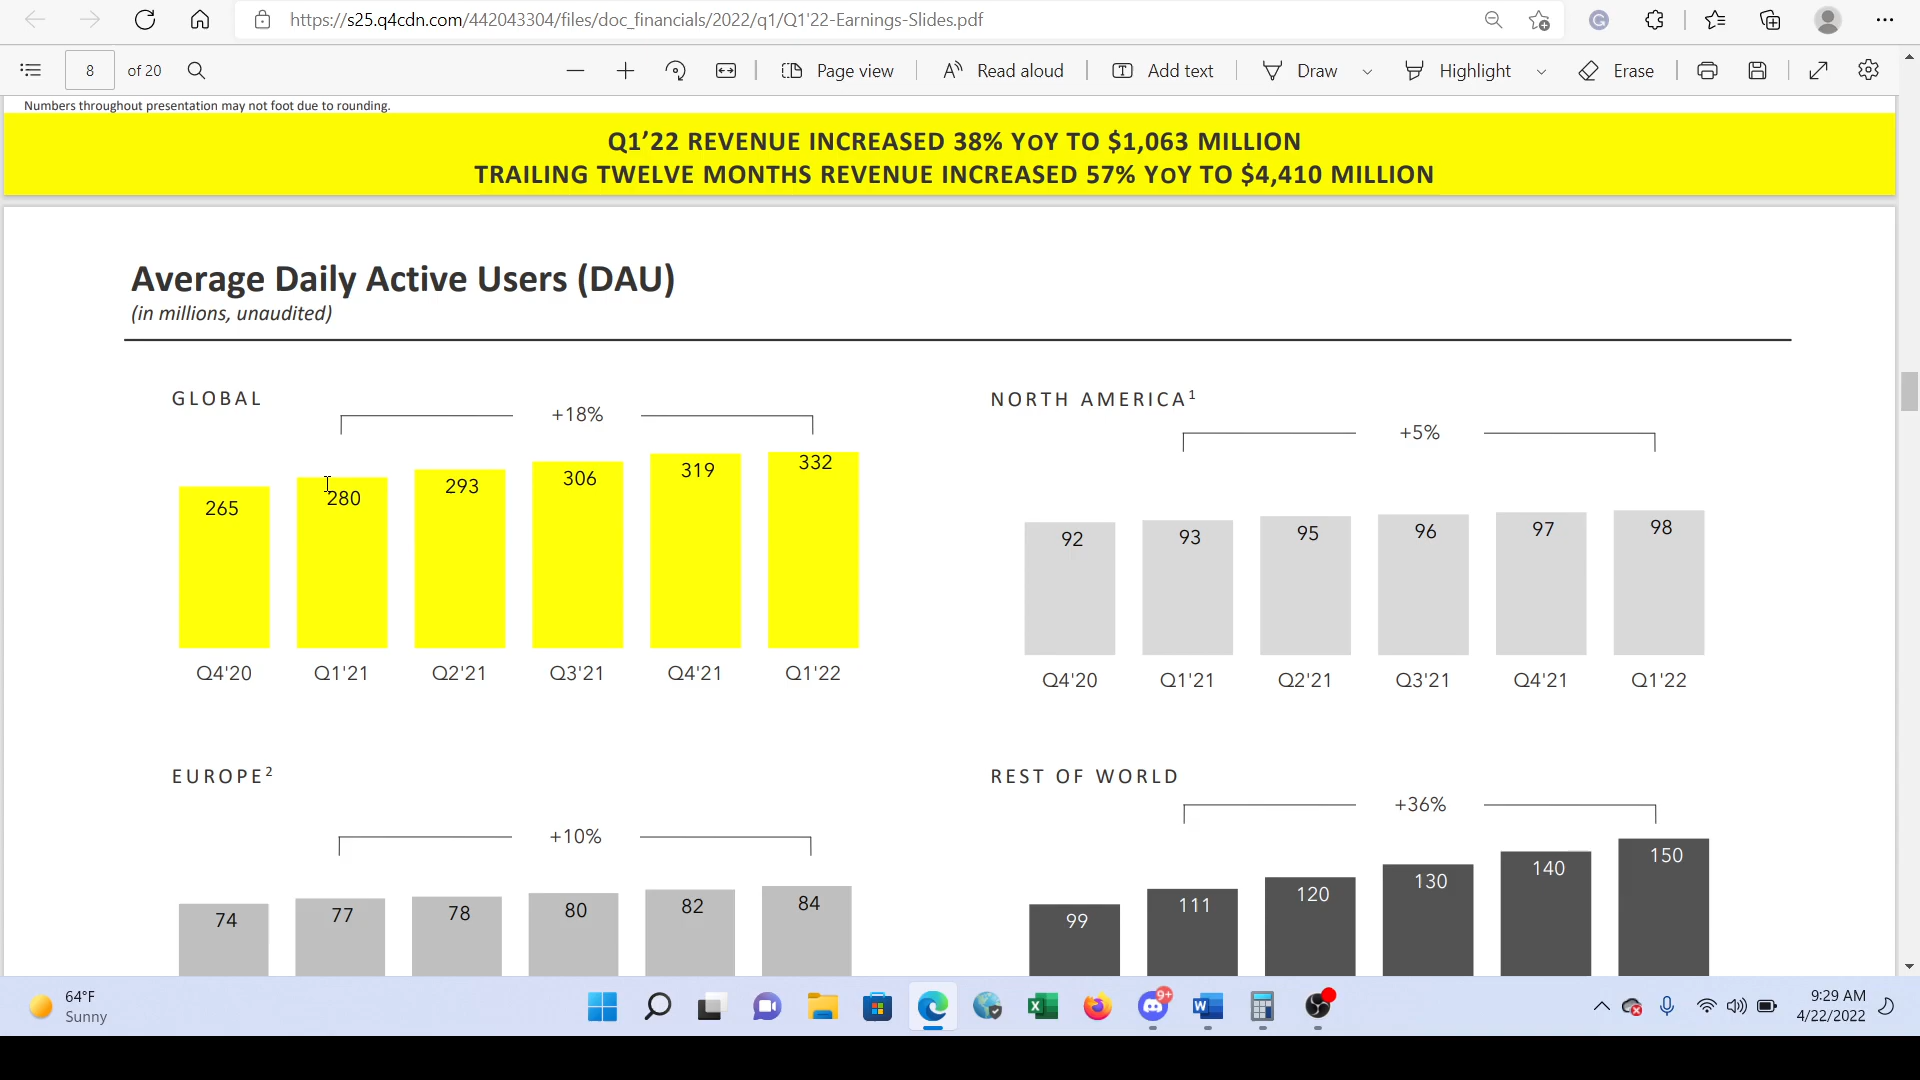 https://s25.q4cdn.com/442043304/files/doc_financials/2022/q1/Q1'22-Earnings-Slides.pdf
8 of 20 Page view Read aloud Add text Draw Highlight Erase
Numbers throughout presentation may not foot due to rounding.
Q1’22 REVENUE INCREASED 38% YOY TO $1,063 MILLION
TRAILING TWELVE MONTHS REVENUE INCREASED 57% YOY TO $4,410 MILLION
Average Daily Active Users (DAU)
(in millions, unaudited)
GLOBAL
+18%
265 280 293 306 319 332
Q4'20 Q1'21 Q2'21 Q3'21 Q4'21 Q1'22
NORTH AMERICA¹
+5%
92 93 95 96 97 98
Q4'20 Q1'21 Q2'21 Q3'21 Q4'21 Q1'22
EUROPE²
+10%
74 77 78 80 82 84
REST OF WORLD
+36%
99 111 120 130 140 150
64°F
Sunny
9+
9:29 AM
4/22/2022